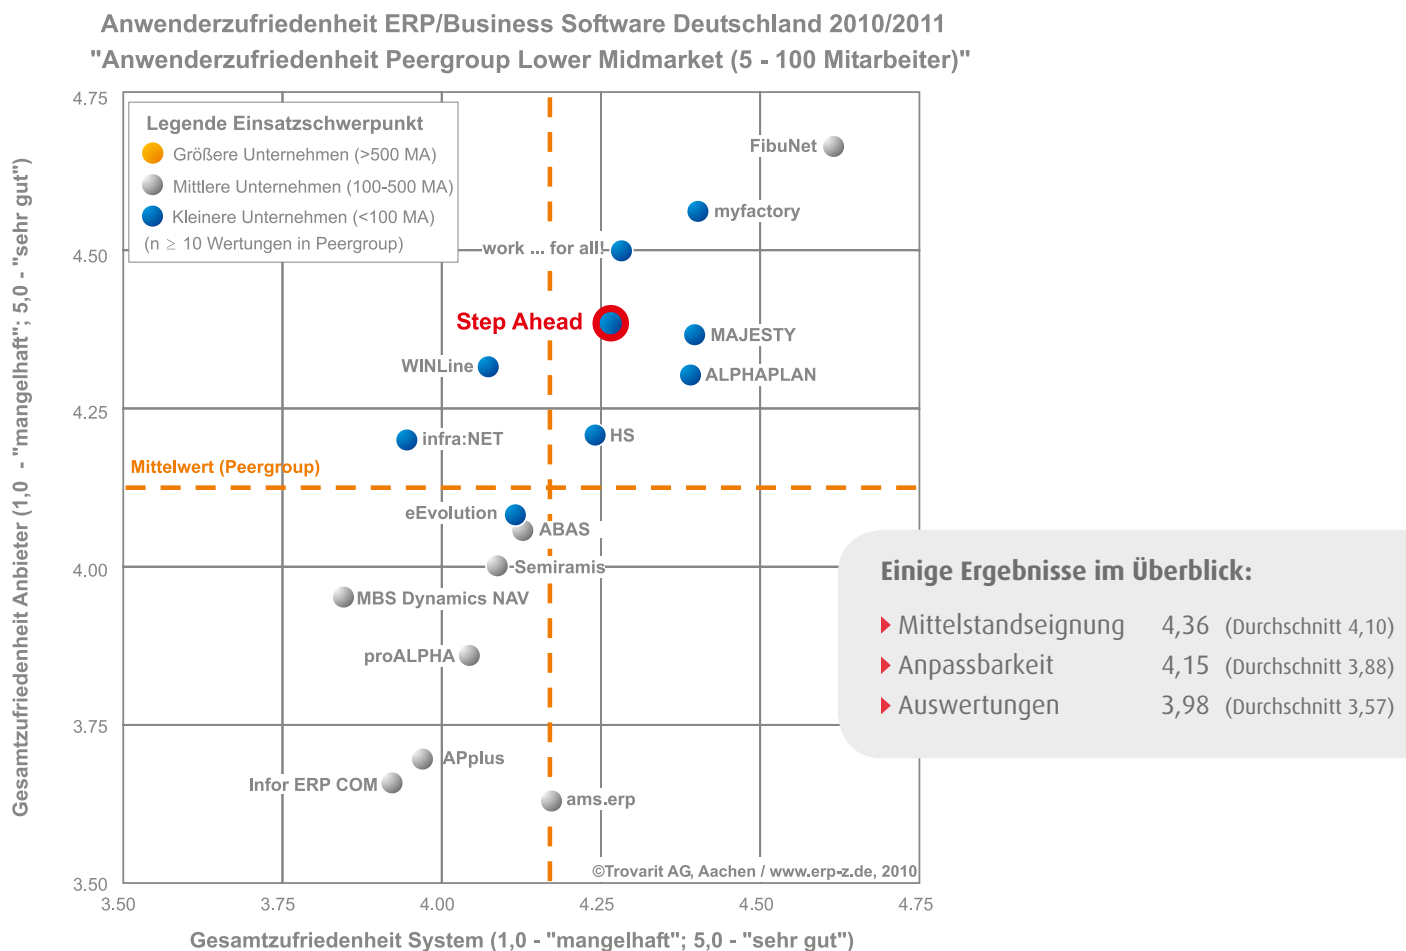 Anwenderzufriedenheit ERP/Business Software Deutschland 2010/2011
"Anwenderzufriedenheit Peergroup Lower Midmarket (5 - 100 Mitarbeiter)"
Gesamtzufriedenheit Anbieter (1,0 - "mangelhaft"; 5,0 - "sehr gut")
4.75
4.50
4.25
4.00
3.75
3.50
Legende Einsatzschwerpunkt
Größere Unternehmen (>500 MA)
Mittlere Unternehmen (100-500 MA)
Kleinere Unternehmen (<100 MA)
(n ≥ 10 Wertungen in Peergroup)
FibuNet
myfactory
work ... for all!
Step Ahead
MAJESTY
WINLine
ALPHAPLAN
infra:NET
HS
Mittelwert (Peergroup)
eEvolution
ABAS
Semiramis
MBS Dynamics NAV
proALPHA
APplus
Infor ERP COM
ams.erp
©Trovarit AG, Aachen / www.erp-z.de, 2010
3.50 3.75 4.00 4.25 4.50 4.75
Gesamtzufriedenheit System (1,0 - "mangelhaft"; 5,0 - "sehr gut")
Einige Ergebnisse im Überblick:
Mittelstandseignung 4,36 (Durchschnitt 4,10)
Anpassbarkeit 4,15 (Durchschnitt 3,88)
Auswertungen 3,98 (Durchschnitt 3,57)